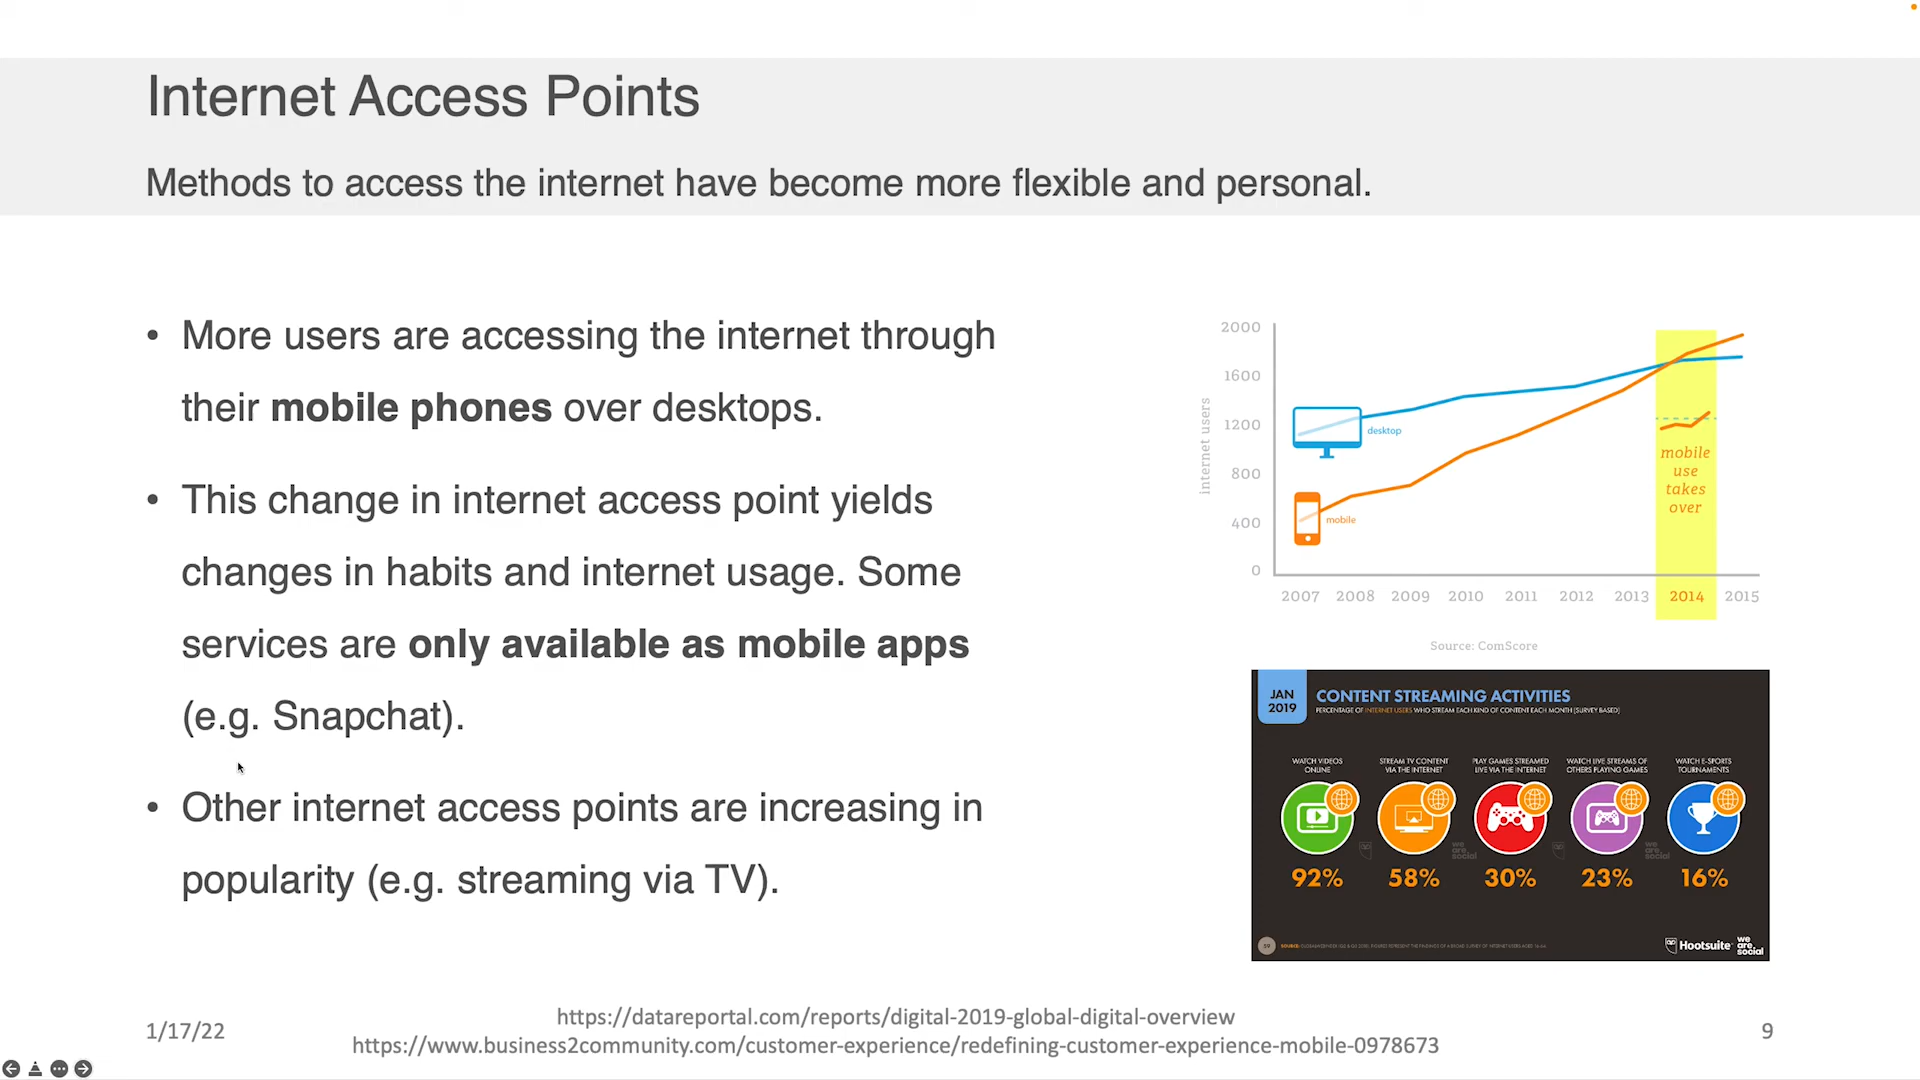 Internet Access Points
Methods to access the internet have become more flexible and personal.
• More users are accessing the internet through
their mobile phones over desktops.
• This change in internet access point yields
changes in habits and internet usage. Some
services are only available as mobile apps
(e.g. Snapchat).
• Other internet access points are increasing in
popularity (e.g. streaming via TV).
2000
1600
1200
800
400
0
internet users
desktop
mobile
mobile
use
takes
over
2007 2008 2009 2010 2011 2012 2013 2014 2015
Source: ComScore
JAN
2019
CONTENT STREAMING ACTIVITIES
PERCENTAGE OF INTERNET USERS WHO STREAM EACH KIND OF CONTENT EACH MONTH [SURVEY BASED]
WATCH VIDEOS
ONLINE
STREAM TV CONTENT
VIA THE INTERNET
PLAY GAMES STREAMED
LIVE VIA THE INTERNET
WATCH LIVE STREAMS OF
OTHERS PLAYING GAMES
WATCH E-SPORTS
TOURNAMENTS
we
are.
social
we
are.
social
92% 58% 30% 23% 16%
59
SOURCE:
Hootsuite
we
are.
social
https://datareportal.com/reports/digital-2019-global-digital-overview
1/17/22
https://www.business2community.com/customer-experience/redefining-customer-experience-mobile-0978673
9